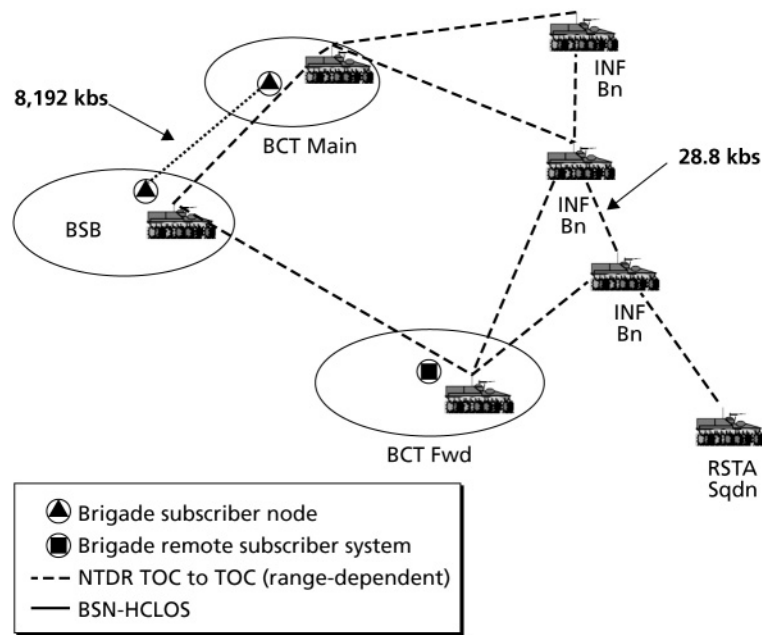 INF
Bn
8,192 kbs
BCT Main
28.8 kbs
INF
Bn
BSB
INF
Bn
BCT Fwd
RSTA
Sqdn
Brigade subscriber node
Brigade remote subscriber system
NTDR TOC to TOC (range-dependent)
BSN-HCLOS